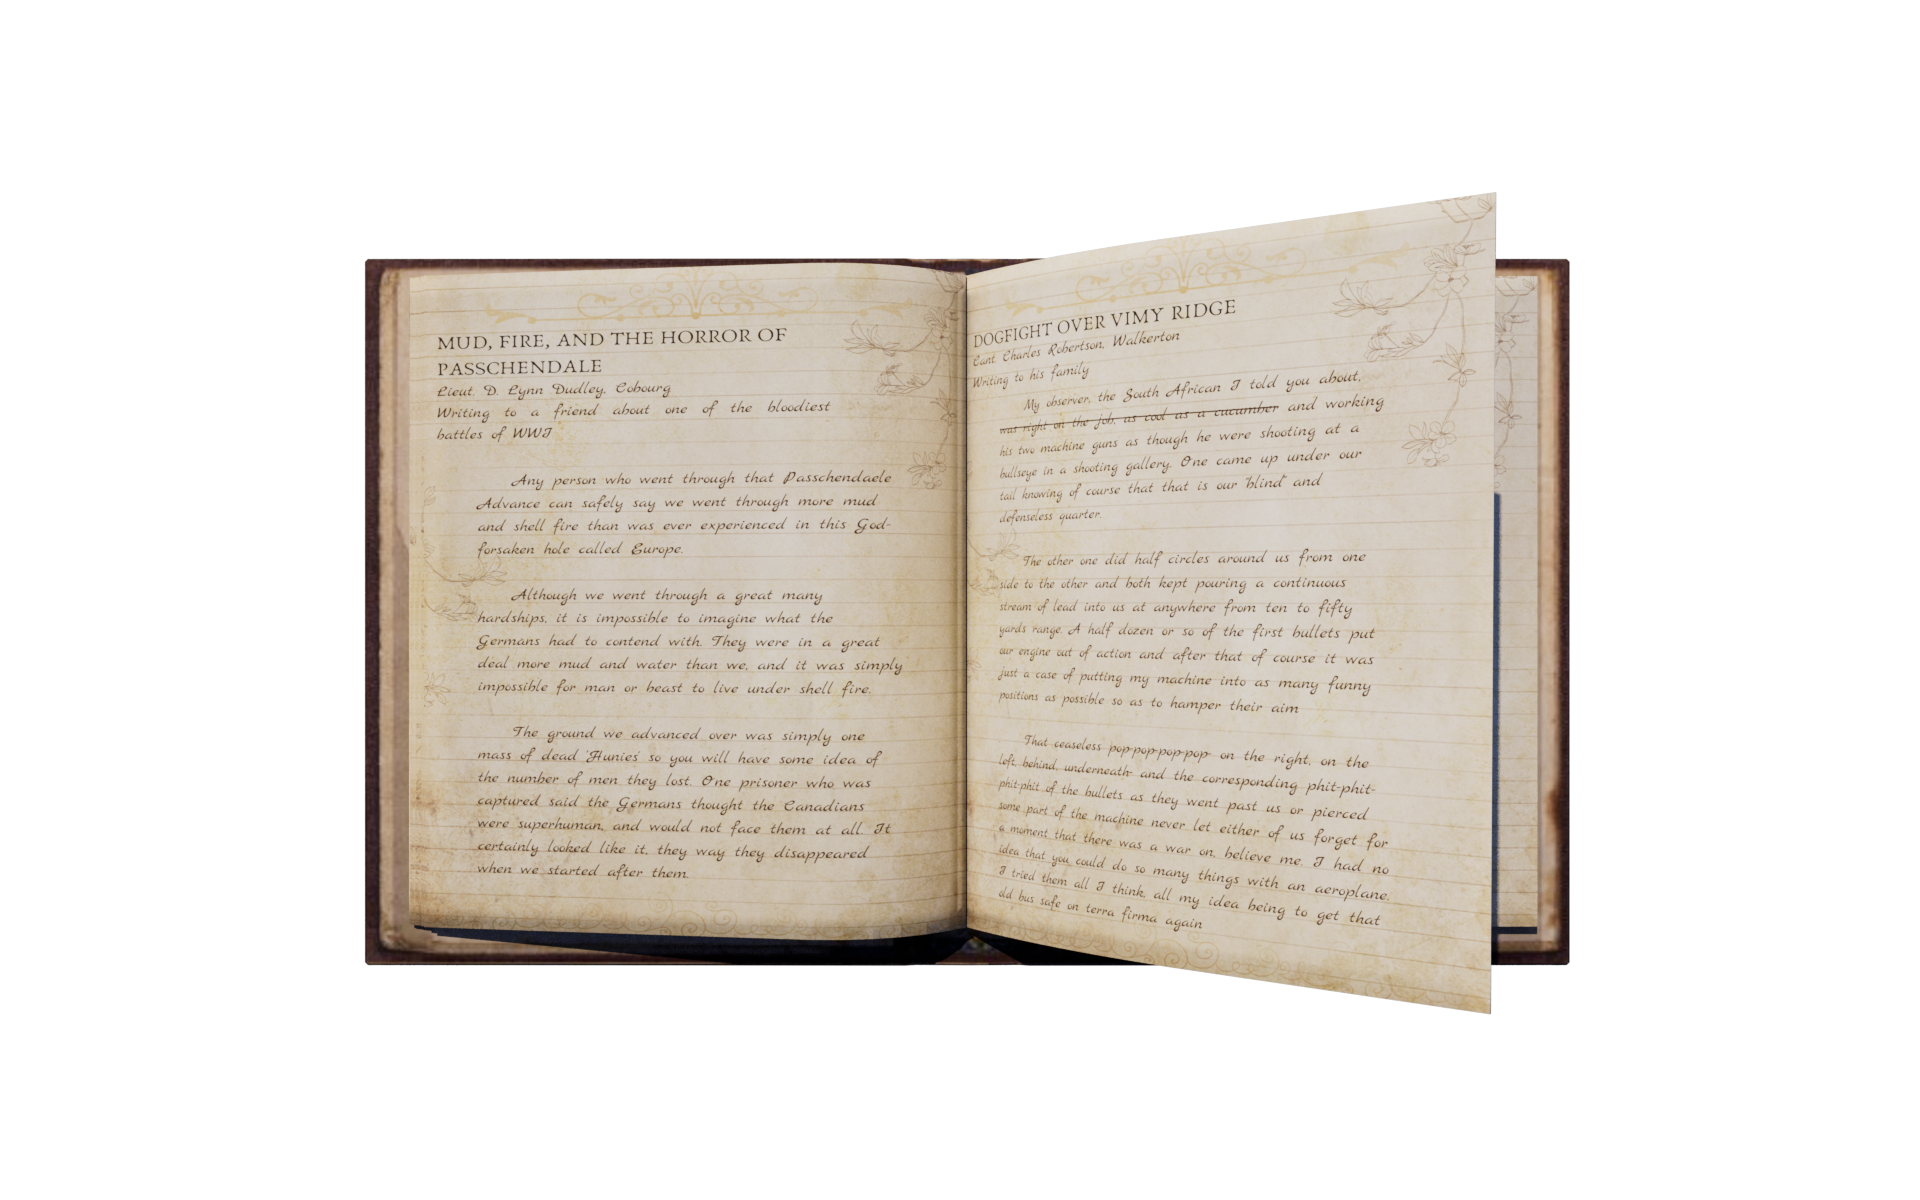 MUD, FIRE, AND THE HORROR OF
PASSCHENDALE
Lieut. D. Lynn Dudley, Cobourg
Writing to a friend about one of the bloodiest
battles of WWI
Any person who went through that Passchendaele
Advance can safely say we went through more mud
and shell fire than was ever experienced in this God-
forsaken hole called Europe.
Although we went through a great many
hardships, it is impossible to imagine what the
Germans had to contend with. They were in a great
deal more mud and water than we, and it was simply
impossible for man or beast to live under shell fire.
The ground we advanced over was simply one
mass of dead 'Hunies' so you will have some idea of
the number of men they lost. One prisoner who was
captured said the Germans thought the Canadians
were superhuman, and would not face them at all. It
certainly looked like it, they way they disappeared
when we started after them.
DOGFIGHT OVER VIMY RIDGE
Charles Robertson, Walkerton
Writing to his family
My observer, the South African I told you about,
was right on the job, as cool as a cucumber and working
his two machine guns as though he were shooting at a
bullseye in a shooting gallery. One came up under our
tail knowing of course that that is our "blind" and
defenseless quarter.
The other one did half circles around us from one
side to the other and both kept pouring a continuous
stream of lead into us at anywhere from ten to fifty
yards range. A half dozen or so of the first bullets put
our engine out of action and after that of course it was
just a case of putting my machine into as many funny
positions as possible so as to hamper their aim
That ceaseless pop-pop-pop-pop on the right, on the
left, behind, underneath and the corresponding phit-phit-
phit-phit of the bullets as they went past us or pierced
some part of the machine never let either of us forget for
a moment that there was a war on, believe me. I had no
idea that you could do so many things with an aeroplane.
I tried them all I think, all my idea being to get that
old bus safe on terra firma again